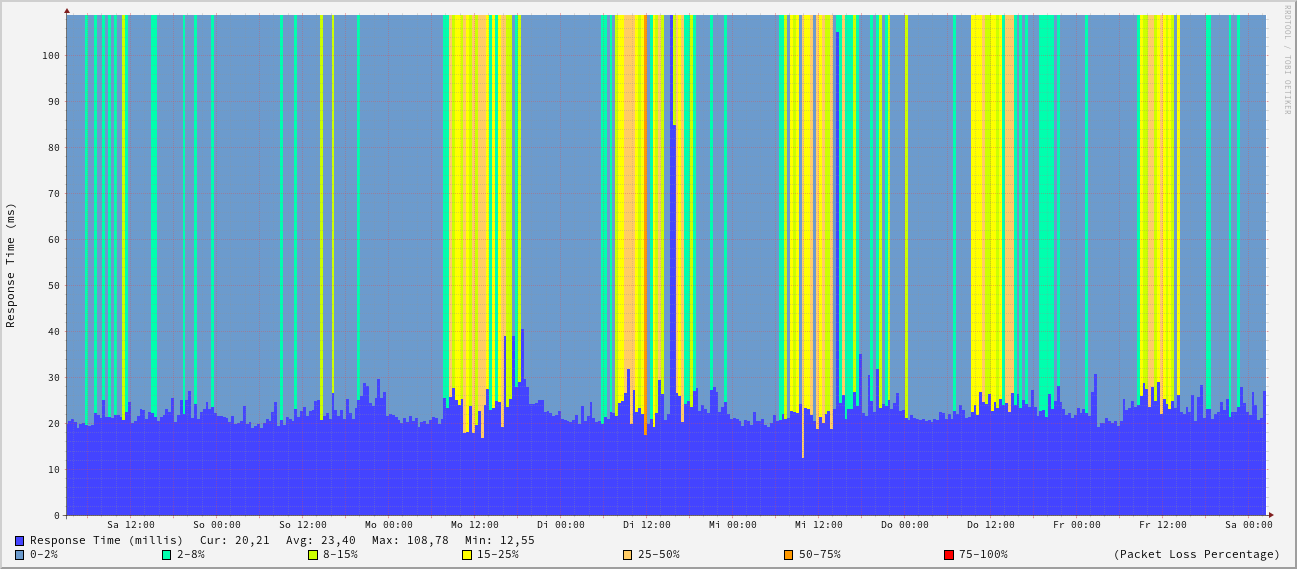 RRDTOOL / TOBI OETIKER
Response Time (ms)
100
90
80
70
60
50
40
30
20
10
0
Sa 12:00 So 00:00 So 12:00 Mo 00:00 Mo 12:00 Di 00:00 Di 12:00 Mi 00:00 Mi 12:00 Do 00:00 Do 12:00 Fr 00:00 Fr 12:00 Sa 00:00
Response Time (millis) Cur: 20,21 Avg: 23,40 Max: 108,78 Min: 12,55
0-2% 2-8% 8-15% 15-25% 25-50% 50-75% 75-100% (Packet Loss Percentage)